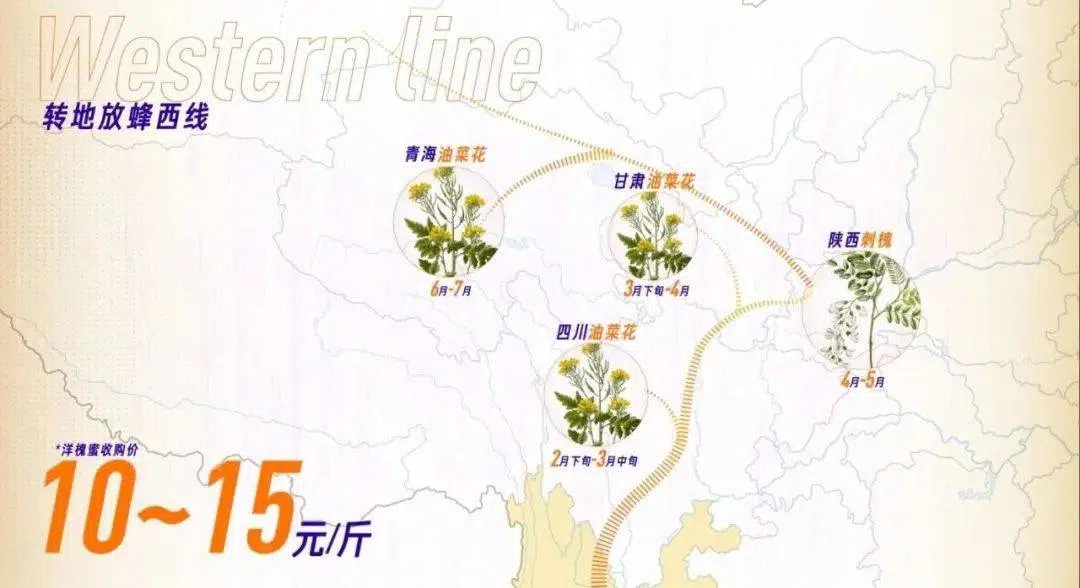 Western line
转地放蜂西线
青海油菜花
6月-7月
甘肃油菜花
3月下旬-4月
陕西刺槐
4月-5月
四川油菜花
2月下旬-3月中旬
*洋槐蜜收购价
10~15元/斤